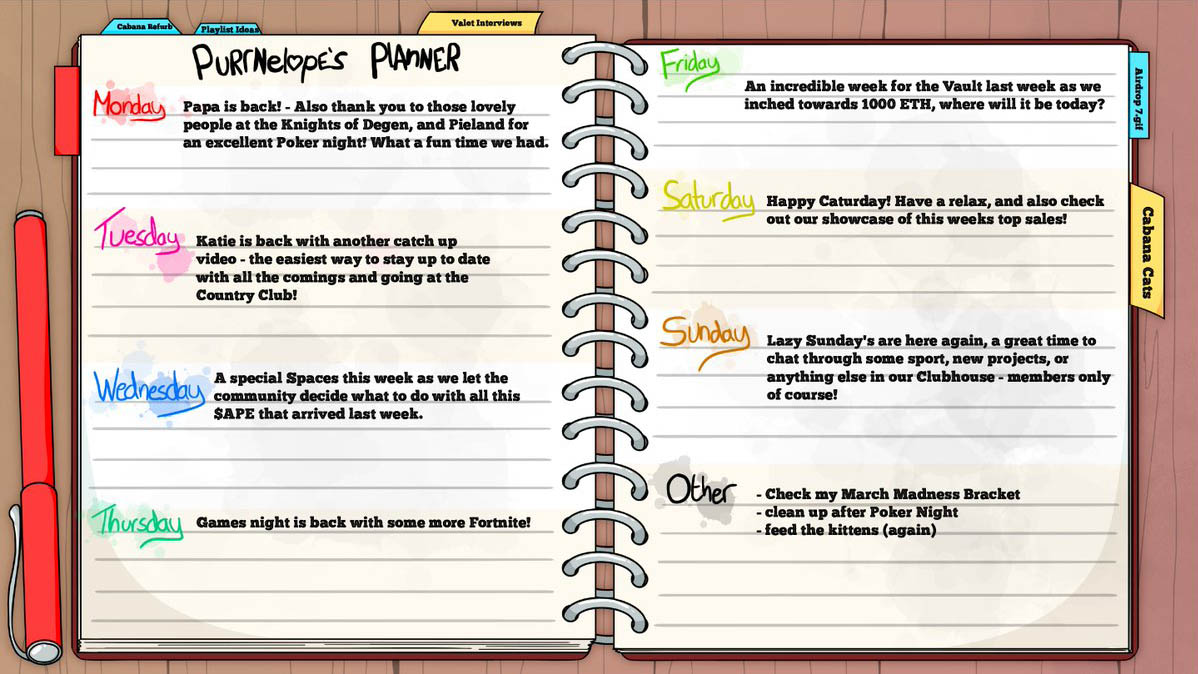 Cabana Refurb
Playlist Ideas
Valet Interviews
Purrnelope's Planner
Monday
Papa is back! - Also thank you to those lovely
people at the Knights of Degen, and Pieland for
an excellent Poker night! What a fun time we had.
Tuesday
Katie is back with another catch up
video - the easiest way to stay up to date
with all the comings and going at the
Country Club!
Wednesday
A special Spaces this week as we let the
community decide what to do with all this
$APE that arrived last week.
Thursday
Games night is back with some more Fortnite!
Friday
An incredible week for the Vault last week as we
inched towards 1000 ETH, where will it be today?
Saturday
Happy Caturday! Have a relax, and also check
out our showcase of this weeks top sales!
Sunday
Lazy Sunday's are here again, a great time to
chat through some sport, new projects, or
anything else in our Clubhouse - members only
of course!
Other
- Check my March Madness Bracket
- clean up after Poker Night
- feed the kittens (again)
Airdrop 7.gif
Cabana Cats